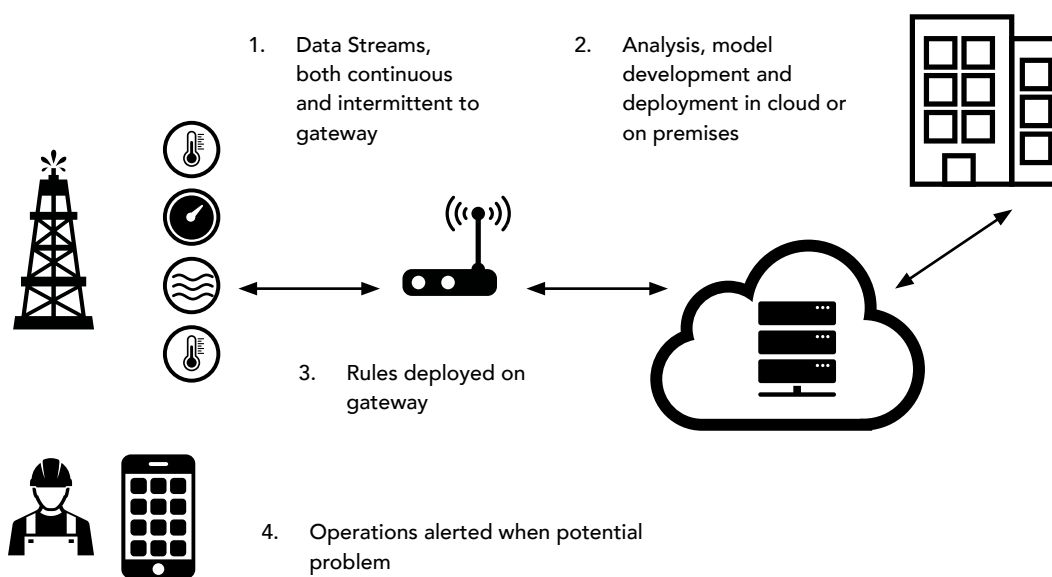 1. Data Streams,
both continuous
and intermittent to
gateway
2. Analysis, model
development and
deployment in cloud or
on premises
3. Rules deployed on
gateway
4. Operations alerted when potential
problem